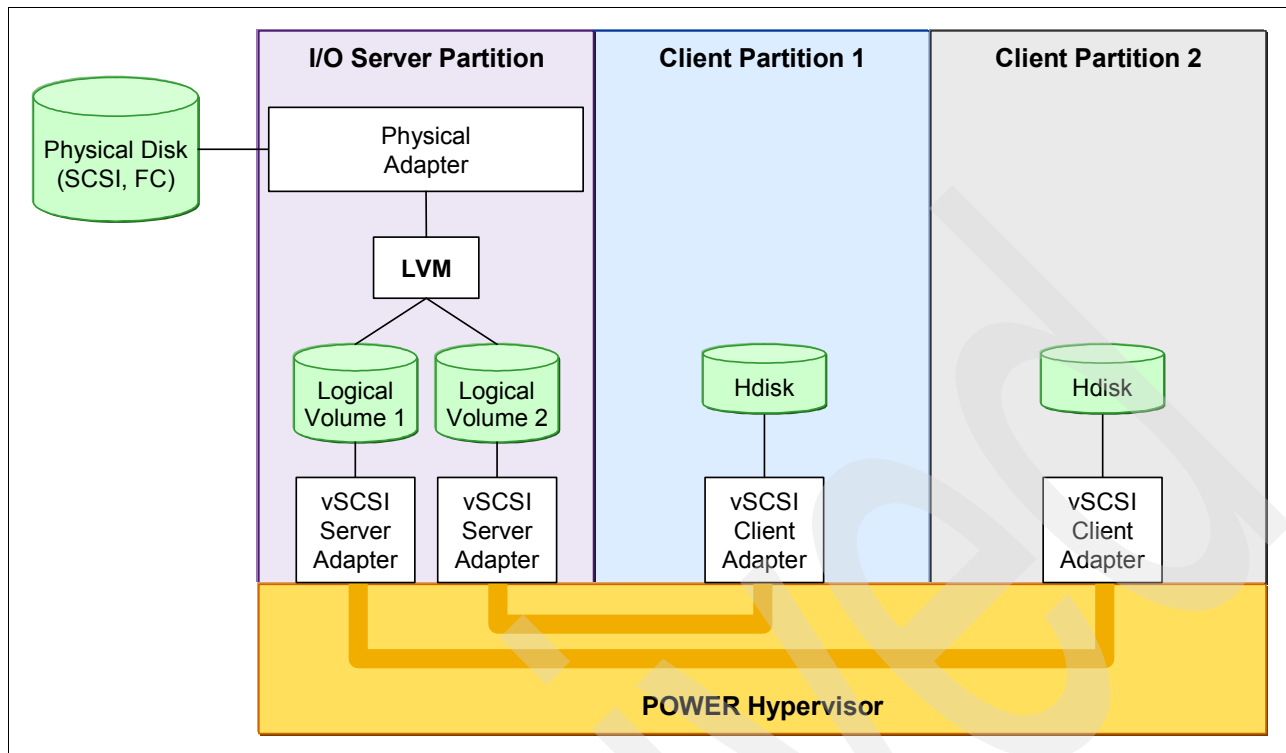 I/O Server Partition
Client Partition 1
Client Partition 2
Physical Disk
(SCSI, FC)
Physical
Adapter
LVM
Logical
Volume 1
Logical
Volume 2
Hdisk
Hdisk
vSCSI
Server
Adapter
vSCSI
Server
Adapter
vSCSI
Client
Adapter
vSCSI
Client
Adapter
POWER Hypervisor